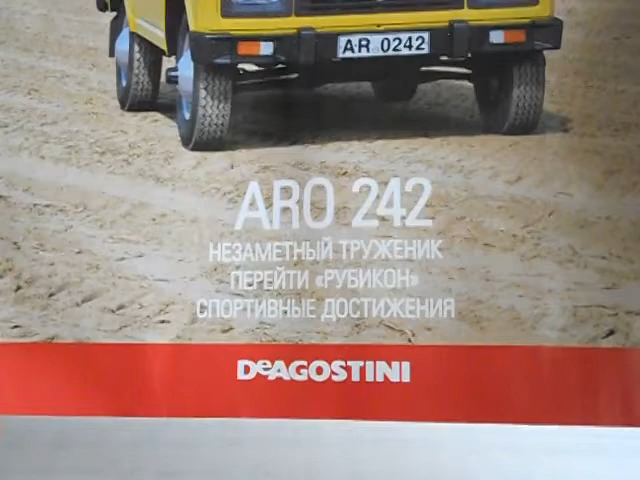 AR 0242
ARO 242
НЕЗАМЕТНЫЙ ТРУЖЕНИК
ПЕРЕЙТИ «РУБИКОН»
СПОРТИВНЫЕ ДОСТИЖЕНИЯ
DeAGOSTINI